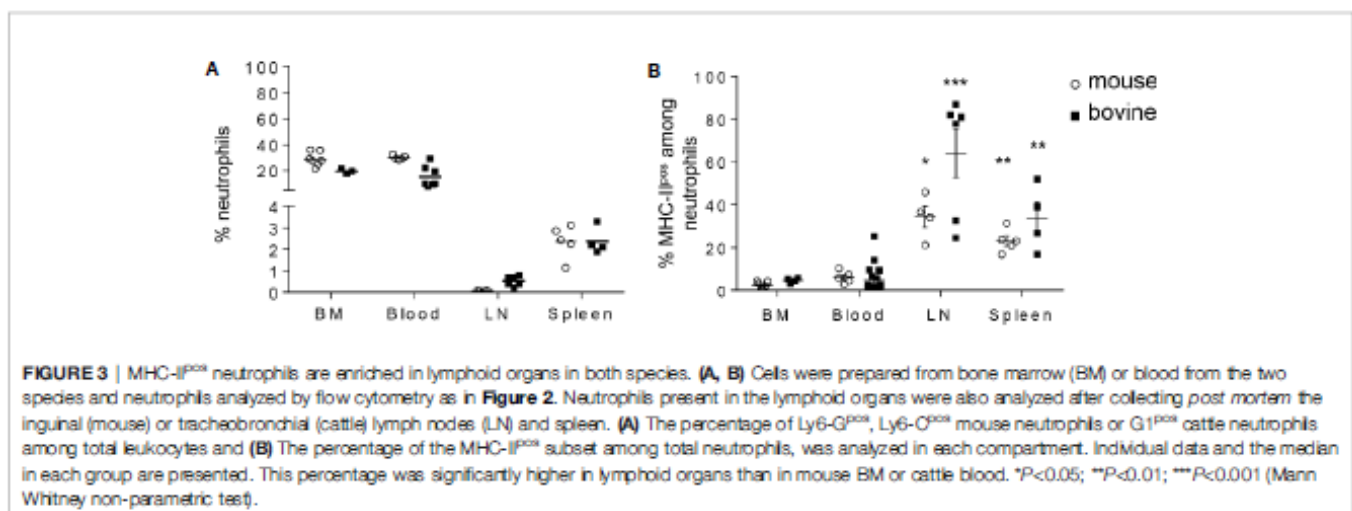 A
B
100
80
60
40
20
4
3
2
1
0
% neutrophils
BM Blood LN Spleen
100
80
60
40
20
0
% MHC-IIpos among
neutrophils
* *** ** **
BM Blood LN Spleen
mouse
bovine
FIGURE 3 | MHC-IIpos neutrophils are enriched in lymphoid organs in both species. (A, B) Cells were prepared from bone marrow (BM) or blood from the two
species and neutrophils analyzed by flow cytometry as in Figure 2. Neutrophils present in the lymphoid organs were also analyzed after collecting post mortem the
inguinal (mouse) or tracheobronchial (cattle) lymph nodes (LN) and spleen. (A) The percentage of Ly6-Gpos, Ly6-Cpos mouse neutrophils or G1pos cattle neutrophils
among total leukocytes and (B) The percentage of the MHC-IIpos subset among total neutrophils, was analyzed in each compartment. Individual data and the median
in each group are presented. This percentage was significantly higher in lymphoid organs than in mouse BM or cattle blood. *P<0.05; **P<0.01; ***P<0.001 (Mann
Whitney non-parametric test).